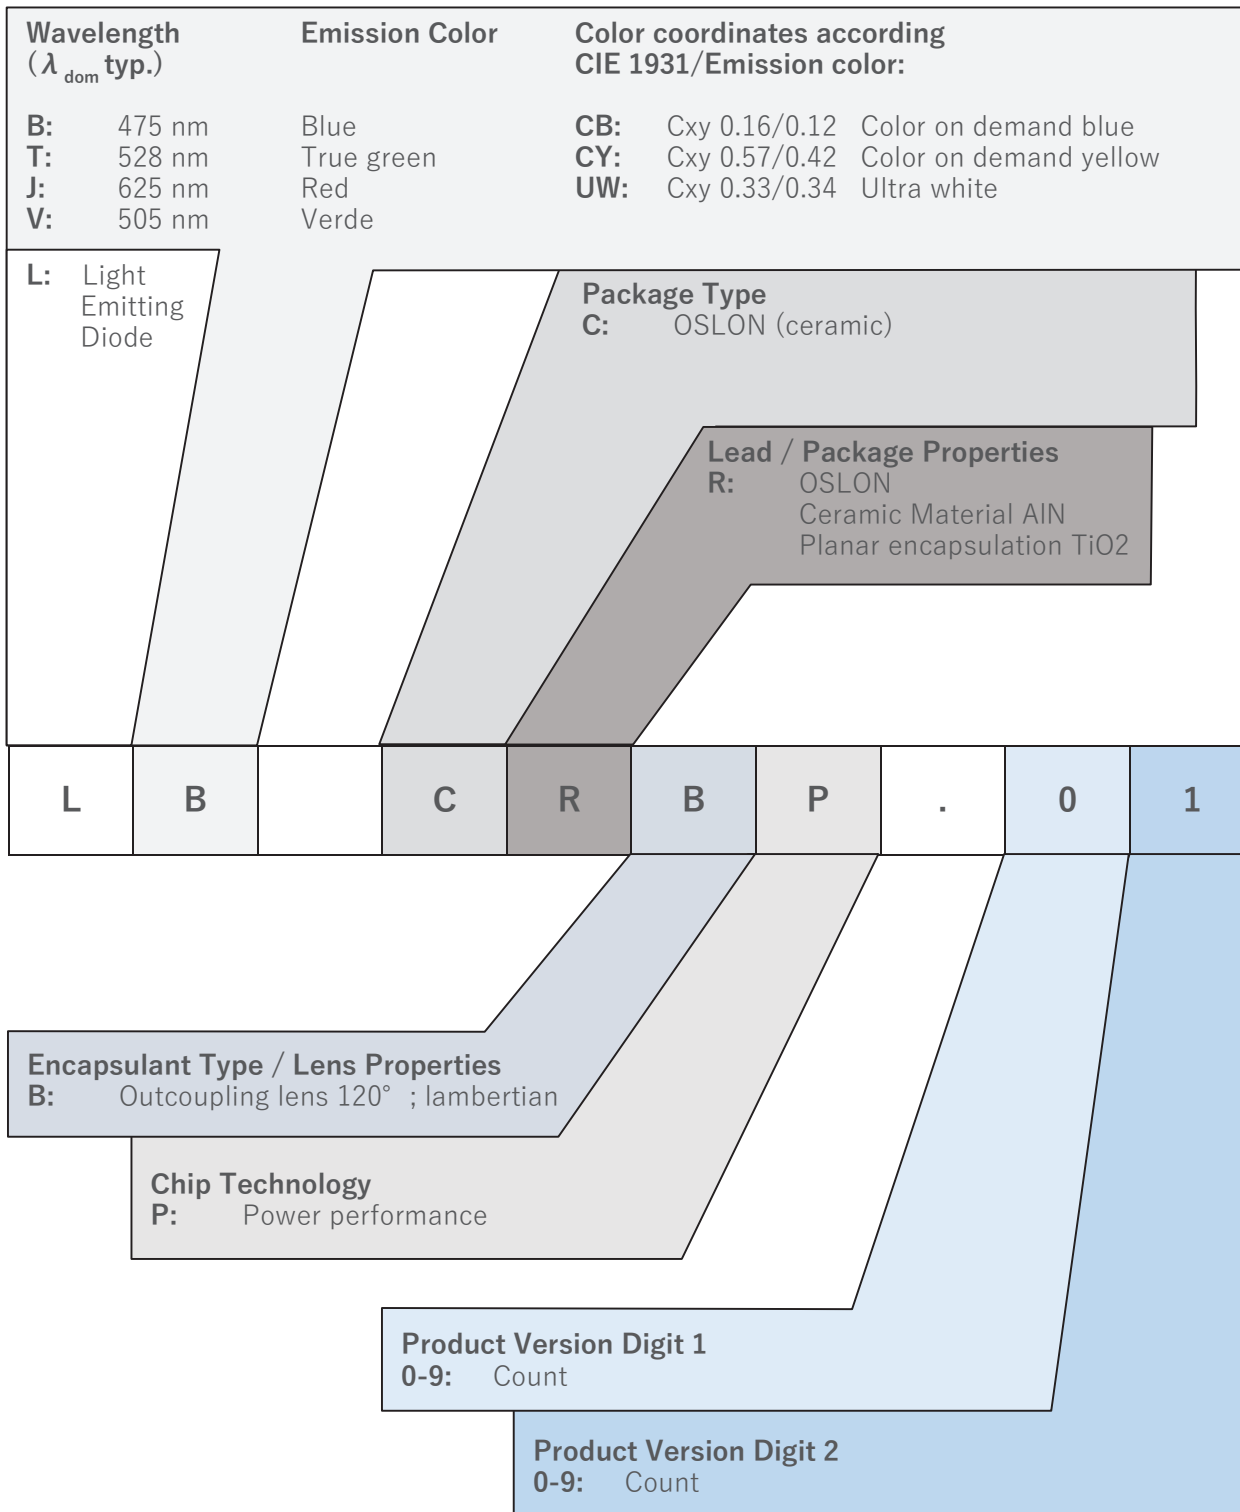 Wavelength Emission Color Color coordinates according
(λ dom typ.) CIE 1931/Emission color:
B: 475 nm Blue CB: Cxy 0.16/0.12 Color on demand blue
T: 528 nm True green CY: Cxy 0.57/0.42 Color on demand yellow
J: 625 nm Red UW: Cxy 0.33/0.34 Ultra white
V: 505 nm Verde
L: Light
Emitting
Diode
Package Type
C: OSLON (ceramic)
Lead / Package Properties
R: OSLON
Ceramic Material AlN
Planar encapsulation TiO2
L B C R B P . 0 1
Encapsulant Type / Lens Properties
B: Outcoupling lens 120° ; lambertian
Chip Technology
P: Power performance
Product Version Digit 1
0-9: Count
Product Version Digit 2
0-9: Count